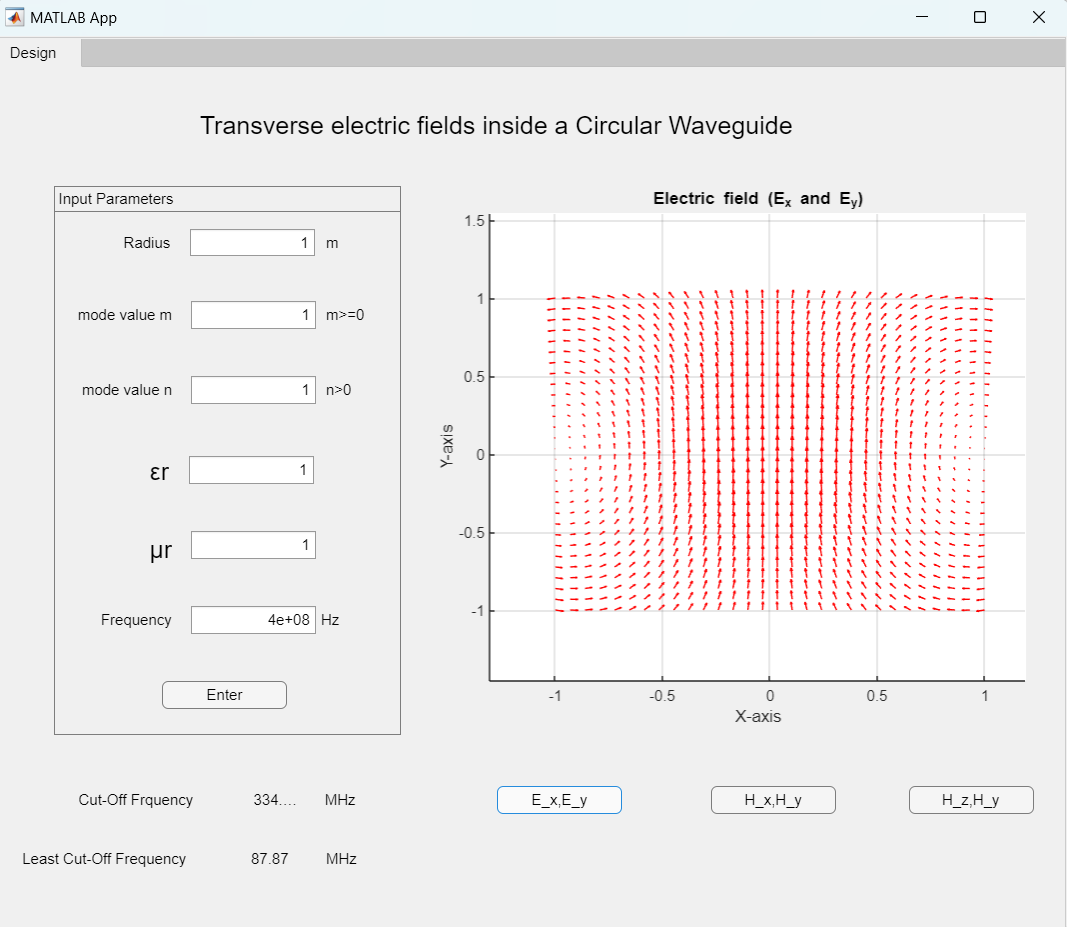 MATLAB App
Design
Transverse electric fields inside a Circular Waveguide
Input Parameters
Radius 1 m
mode value m 1 m>=0
mode value n 1 n>0
εr 1
μr 1
Frequency 4e+08 Hz
Enter
Cut-Off Frquency 334.... MHz
Least Cut-Off Frequency 87.87 MHz
Electric field (Ex and Ey)
1.5
1
0.5
0
-0.5
-1
Y-axis
-1 -0.5 0 0.5 1
X-axis
E_x,E_y H_x,H_y H_z,H_y